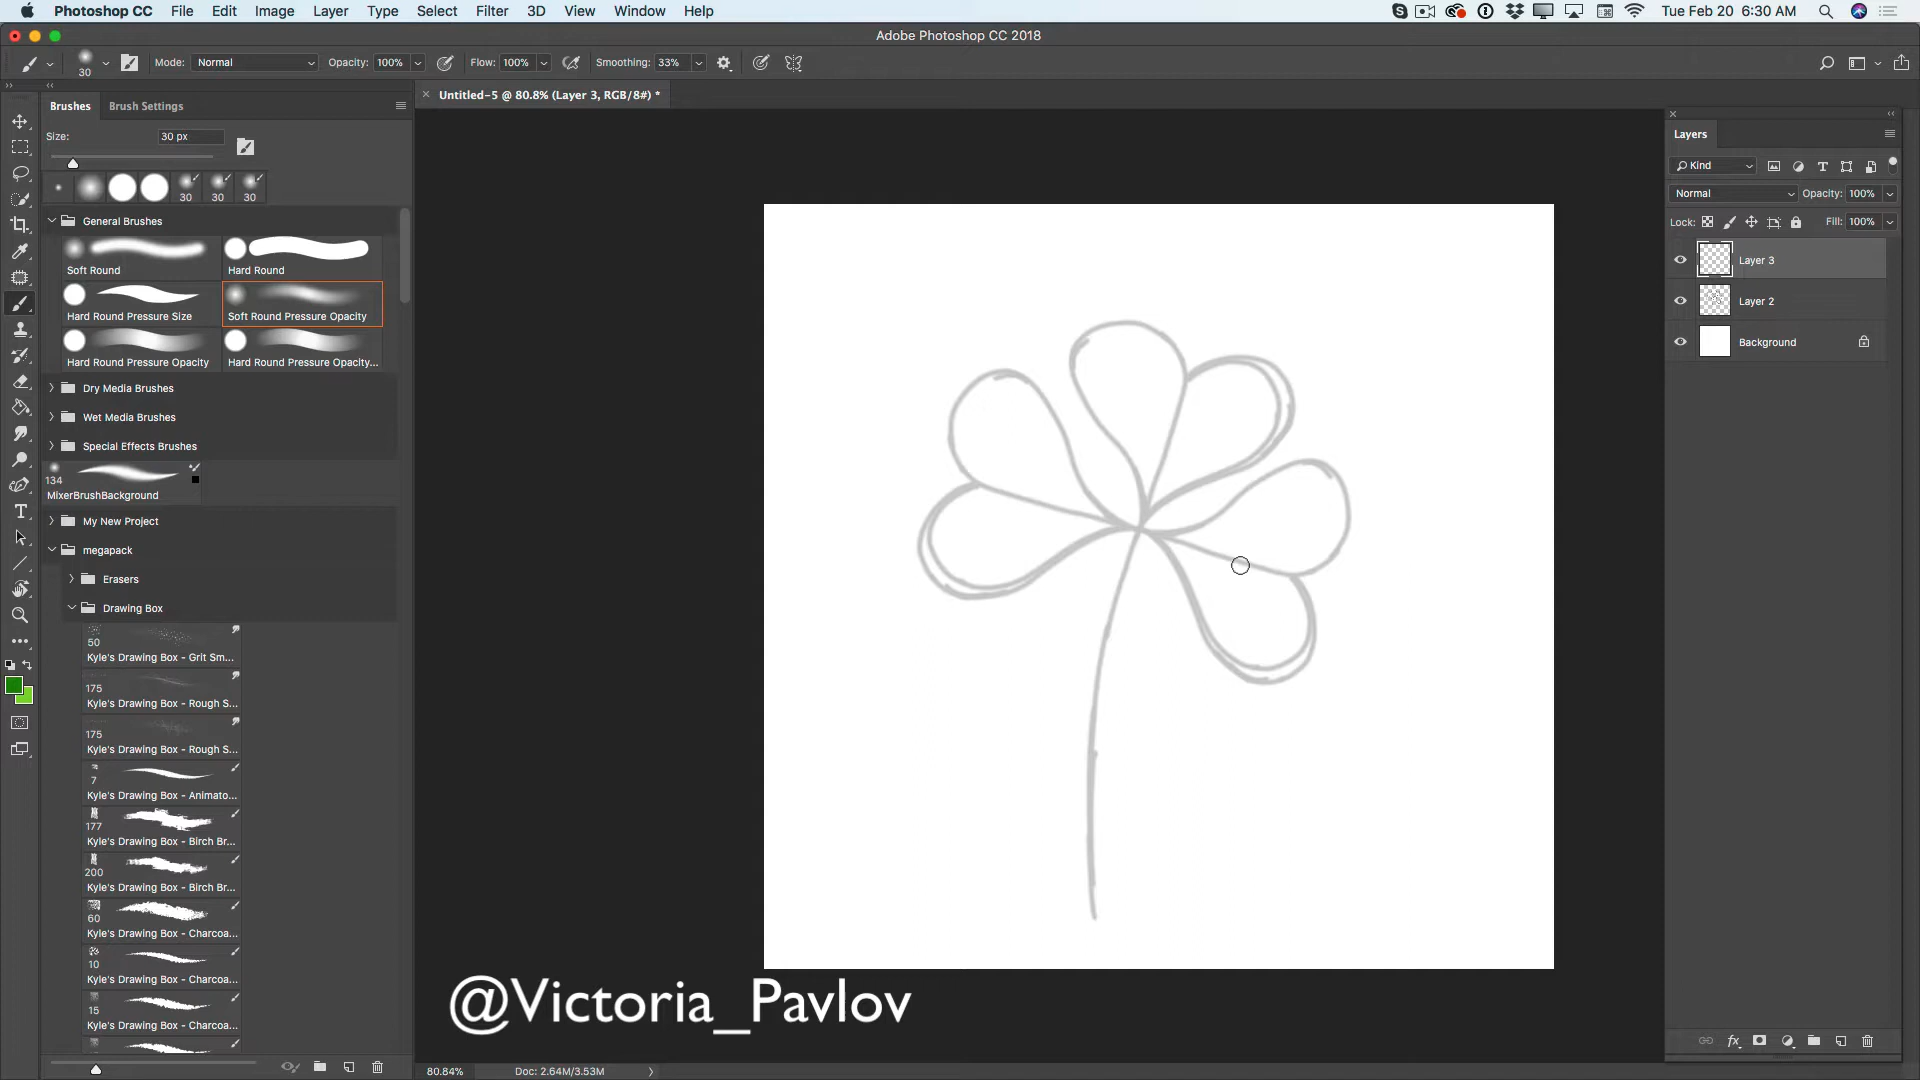 Photoshop CC File Edit Image Layer Type Select Filter 3D View Window Help Tue Feb 20 6:30 AM
Adobe Photoshop CC 2018
30 Mode: Normal Opacity: 100% Flow: 100% Smoothing: 33%
Brushes Brush Settings
Untitled-5 @ 80.8% (Layer 3, RGB/8#) *
Size: 30 px
30 30 30
General Brushes
Soft Round Hard Round
Hard Round Pressure Size Soft Round Pressure Opacity
Hard Round Pressure Opacity Hard Round Pressure Opacity...
Dry Media Brushes
Wet Media Brushes
Special Effects Brushes
134
MixerBrushBackground
My New Project
megapack
Erasers
Drawing Box
50
Kyle's Drawing Box - Grit Sm...
175
Kyle's Drawing Box - Rough S...
175
Kyle's Drawing Box - Rough S...
7
Kyle's Drawing Box - Animato...
177
Kyle's Drawing Box - Birch Br...
200
Kyle's Drawing Box - Birch Br...
60
Kyle's Drawing Box - Charcoa...
10
Kyle's Drawing Box - Charcoa...
15
Kyle's Drawing Box - Charcoa...
@Victoria_Pavlov
80.84% Doc: 2.64M/3.53M
Layers
Kind
Normal Opacity: 100%
Lock: Fill: 100%
Layer 3
Layer 2
Background
fx